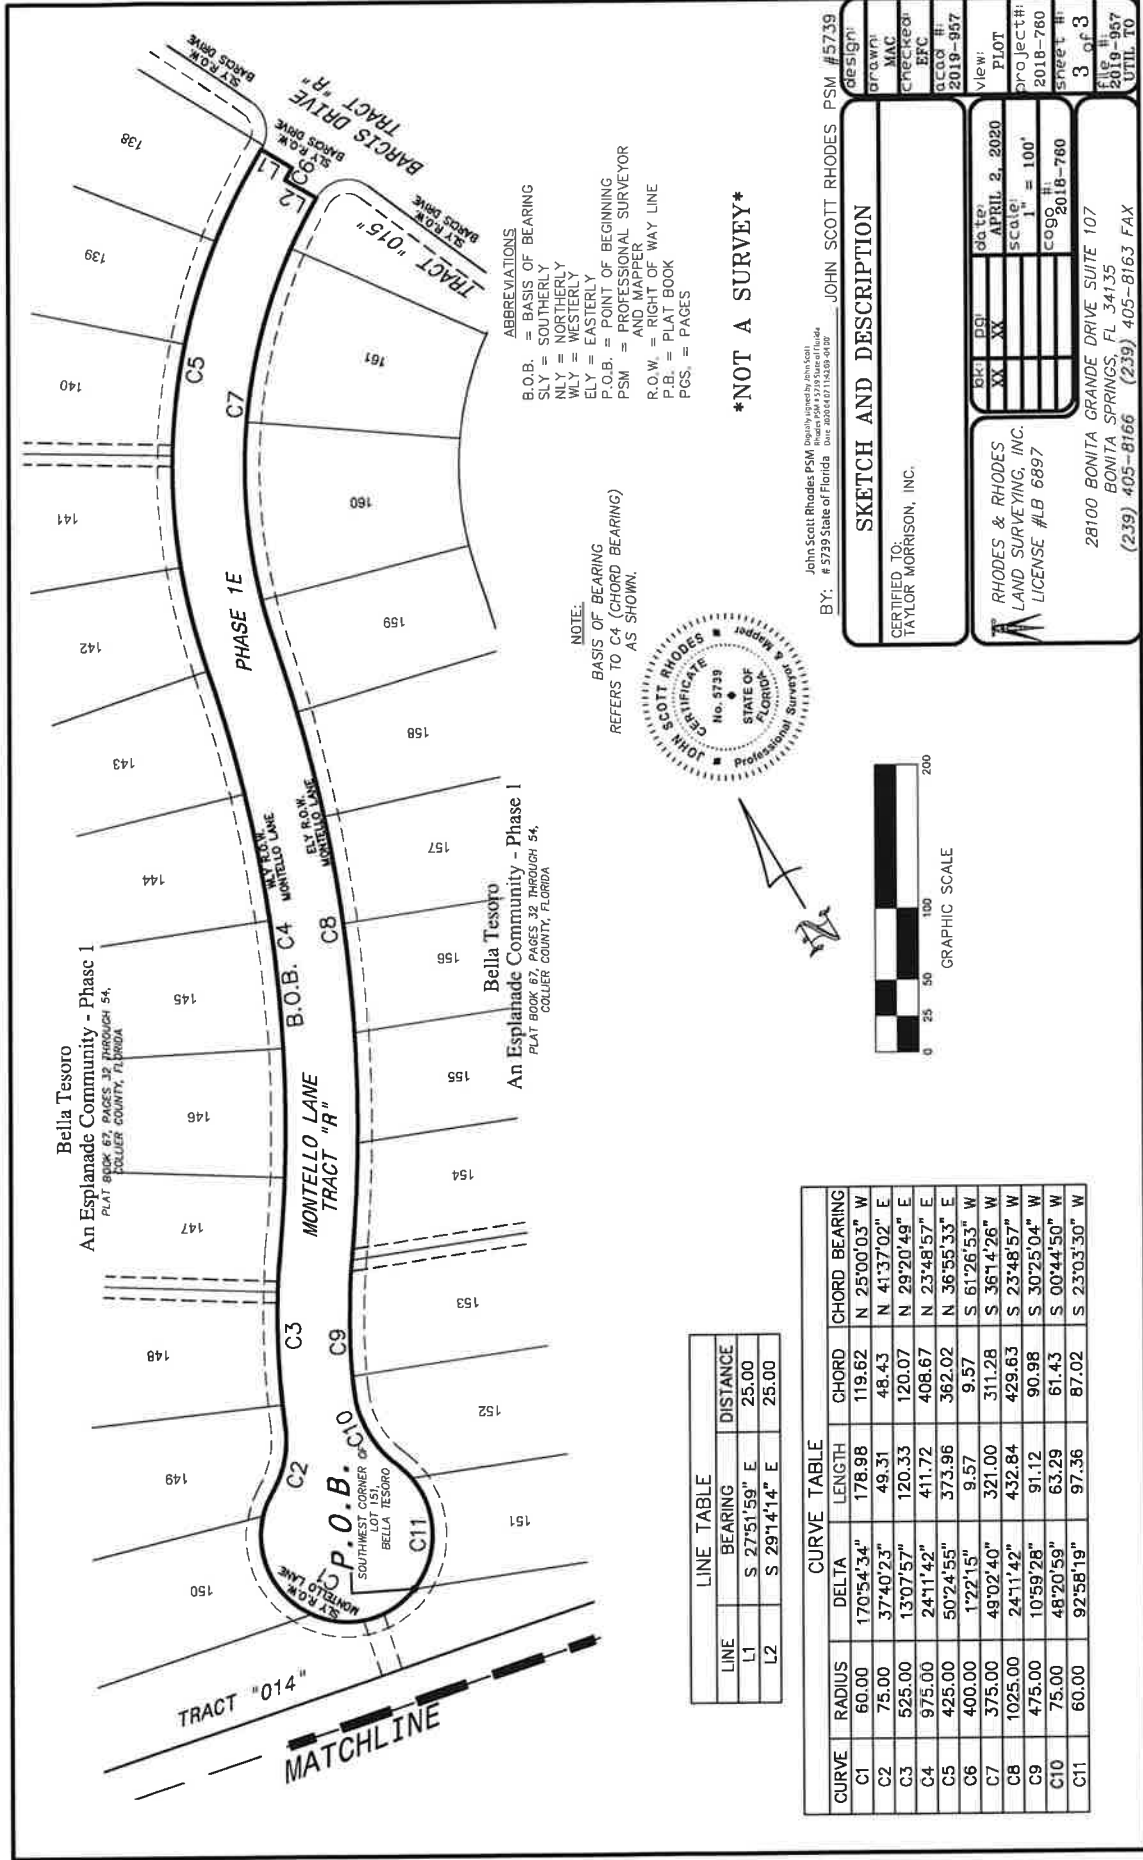 Bella Tesoro
An Esplanade Community - Phase 1
PLAT BOOK 67, PAGES 32 THROUGH 54,
COLLIER COUNTY, FLORIDA
138
139
140
141
142
143
144
145
146
147
148
149
150
SLY R.O.W.
BARCIS DRIVE
BARCIS DRIVE
TRACT "R"
SLY R.O.W.
BARCIS DRIVE
L1
C6
L2
SLY R.O.W.
BARCIS DRIVE
TRACT "015"
C5
C7
PHASE 1E
WLY R.O.W.
MONTELLO LANE
ELY R.O.W.
MONTELLO LANE
B.O.B. C4
C8
MONTELLO LANE
TRACT "R"
C3
C9
C2
C10
P.O.B.
SOUTHWEST CORNER OF
LOT 151,
BELLA TESORO
C1
C11
SLY R.O.W.
MONTELLO LANE
TRACT "014"
MATCHLINE
161
160
159
158
157
156
155
154
153
152
151
Bella Tesoro
An Esplanade Community - Phase 1
PLAT BOOK 67, PAGES 32 THROUGH 54,
COLLIER COUNTY, FLORIDA
ABBREVIATIONS
B.O.B. = BASIS OF BEARING
SLY = SOUTHERLY
NLY = NORTHERLY
WLY = WESTERLY
ELY = EASTERLY
P.O.B. = POINT OF BEGINNING
PSM = PROFESSIONAL SURVEYOR
AND MAPPER
R.O.W. = RIGHT OF WAY LINE
P.B. = PLAT BOOK
PGS. = PAGES
NOTE:
BASIS OF BEARING
REFERS TO C4 (CHORD BEARING)
AS SHOWN.
*NOT A SURVEY*
JOHN SCOTT RHODES
CERTIFICATE
No. 5739
STATE OF
FLORIDA
Professional Surveyor & Mapper
N
0 25 50 100 200
GRAPHIC SCALE
LINE TABLE
LINE BEARING DISTANCE
L1 S 27°51'59" E 25.00
L2 S 29°14'14" E 25.00
CURVE TABLE
CURVE RADIUS DELTA LENGTH CHORD CHORD BEARING
C1 60.00 170°54'34" 178.98 119.62 N 25°00'03" W
C2 75.00 37°40'23" 49.31 48.43 N 41°37'02" E
C3 525.00 13°07'57" 120.33 120.07 N 29°20'49" E
C4 975.00 24°11'42" 411.72 408.67 N 23°48'57" E
C5 425.00 50°24'55" 373.96 362.02 N 36°55'33" E
C6 400.00 1°22'15" 9.57 9.57 S 61°26'53" W
C7 375.00 49°02'40" 321.00 311.28 S 36°14'26" W
C8 1025.00 24°11'42" 432.84 429.63 S 23°48'57" W
C9 475.00 10°59'28" 91.12 90.98 S 30°25'04" W
C10 75.00 48°20'59" 63.29 61.43 S 00°44'50" W
C11 60.00 92°58'19" 97.36 87.02 S 23°03'30" W
John Scott Rhodes PSM
# 5739 State of Florida
Digitally signed by John Scott
Rhodes PSM # 5739 State of Florida
BY: JOHN SCOTT RHODES PSM #5739
SKETCH AND DESCRIPTION
CERTIFIED TO:
TAYLOR MORRISON, INC.
RHODES & RHODES
LAND SURVEYING, INC.
LICENSE #LB 6897
28100 BONITA GRANDE DRIVE SUITE 107
BONITA SPRINGS, FL 34135
(239) 405-8166 (239) 405-8163 FAX
bk: pg:
XX XX
date:
APRIL 2, 2020
scale:
1" = 100'
cogo #:
2018-760
design:
drawn:
MAC
checked:
EFC
acad #:
2019-957
view:
PLOT
project#:
2018-760
sheet #:
3 of 3
file #:
2019-957
UTIL TO